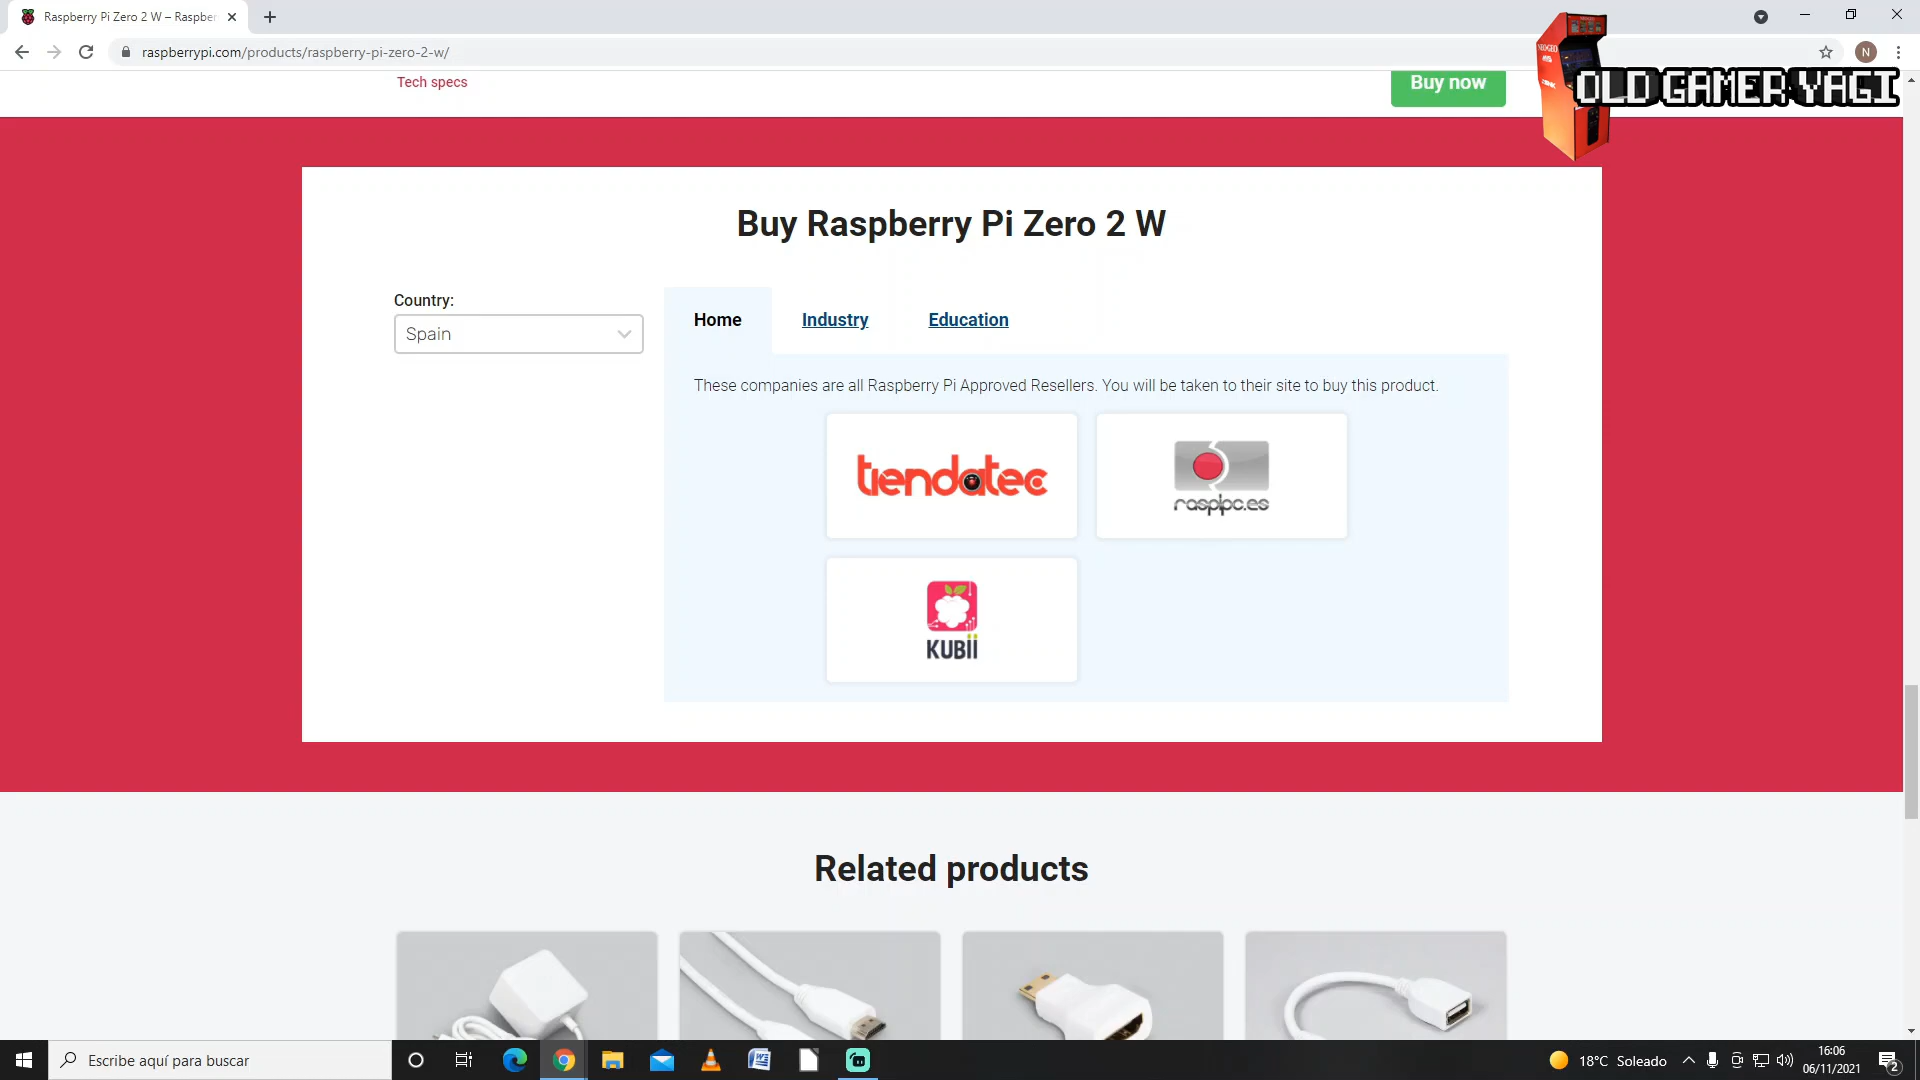 Raspberry Pi Zero 2 W – Raspber
raspberrypi.com/products/raspberry-pi-zero-2-w/
N
Tech specs
Buy now
OLD GAMER YAGI
Buy Raspberry Pi Zero 2 W
Country:
Spain
Home
Industry
Education
These companies are all Raspberry Pi Approved Resellers. You will be taken to their site to buy this product.
tiendatec
raspipc.es
KUBii
Related products
Escribe aquí para buscar
18°C Soleado
16:06
06/11/2021
2